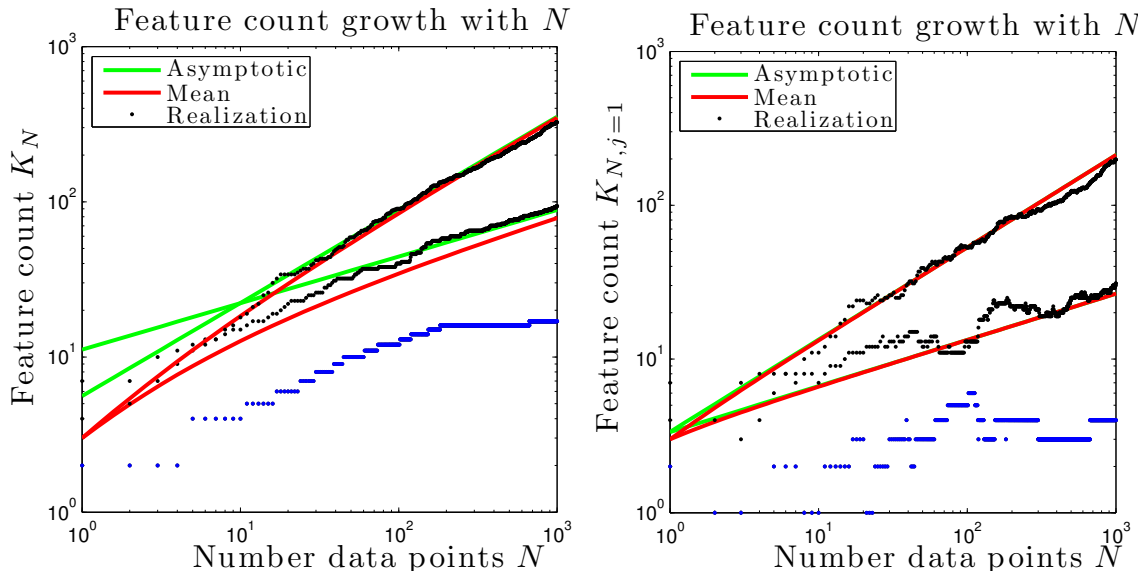 Feature count growth with N
Feature count K_N
10^3
10^2
10^1
10^0
Asymptotic
Mean
Realization
10^0
10^1
10^2
10^3
Number data points N
Feature count growth with N
Feature count K_{N,j=1}
10^3
10^2
10^1
10^0
Asymptotic
Mean
Realization
10^0
10^1
10^2
10^3
Number data points N